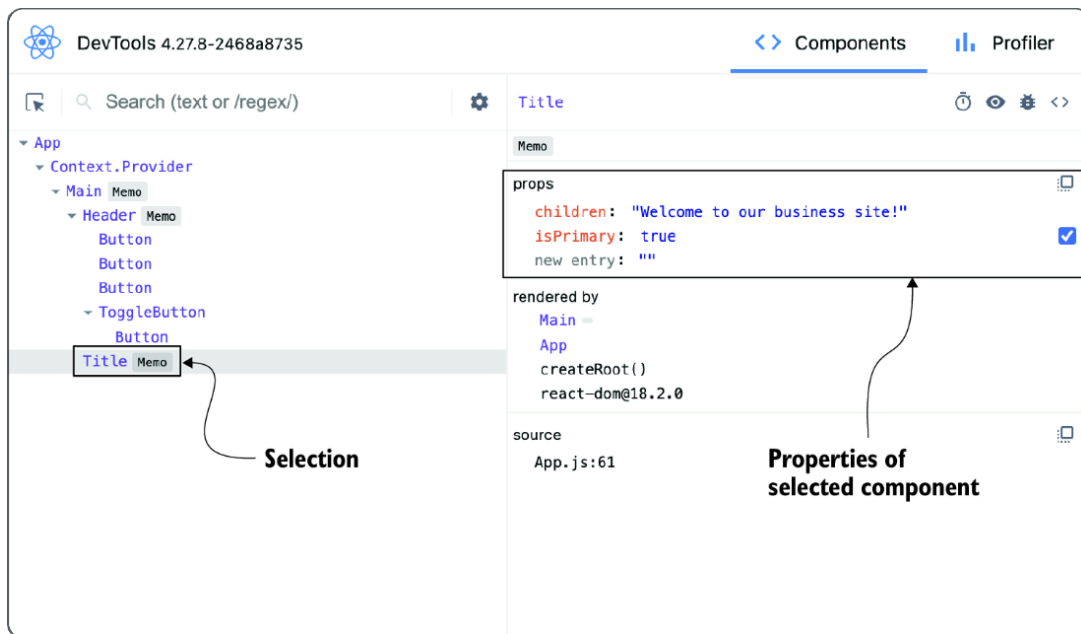 DevTools 4.27.8-2468a8735
Components
Profiler
Search (text or /regex/)
App
Context.Provider
Main Memo
Header Memo
Button
Button
Button
ToggleButton
Button
Title Memo
Selection
Title
Memo
props
children: "Welcome to our business site!"
isPrimary: true
new entry: ""
rendered by
Main
App
createRoot()
react-dom@18.2.0
source
App.js:61
Properties of
selected component